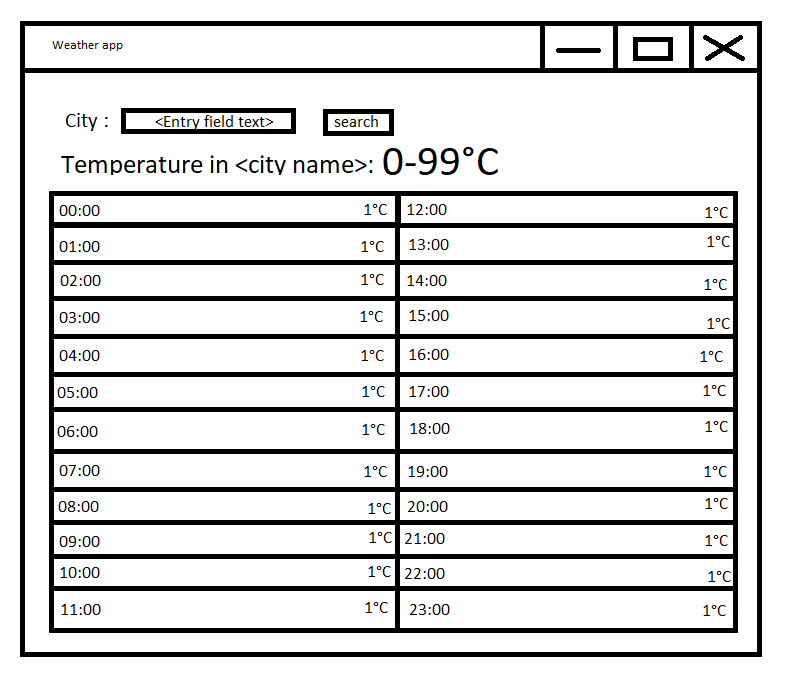 Weather app
City : <Entry field text> search
Temperature in <city name>: 0-99°C
00:00 1°C 12:00 1°C
01:00 1°C 13:00 1°C
02:00 1°C 14:00 1°C
03:00 1°C 15:00 1°C
04:00 1°C 16:00 1°C
05:00 1°C 17:00 1°C
06:00 1°C 18:00 1°C
07:00 1°C 19:00 1°C
08:00 1°C 20:00 1°C
09:00 1°C 21:00 1°C
10:00 1°C 22:00 1°C
11:00 1°C 23:00 1°C